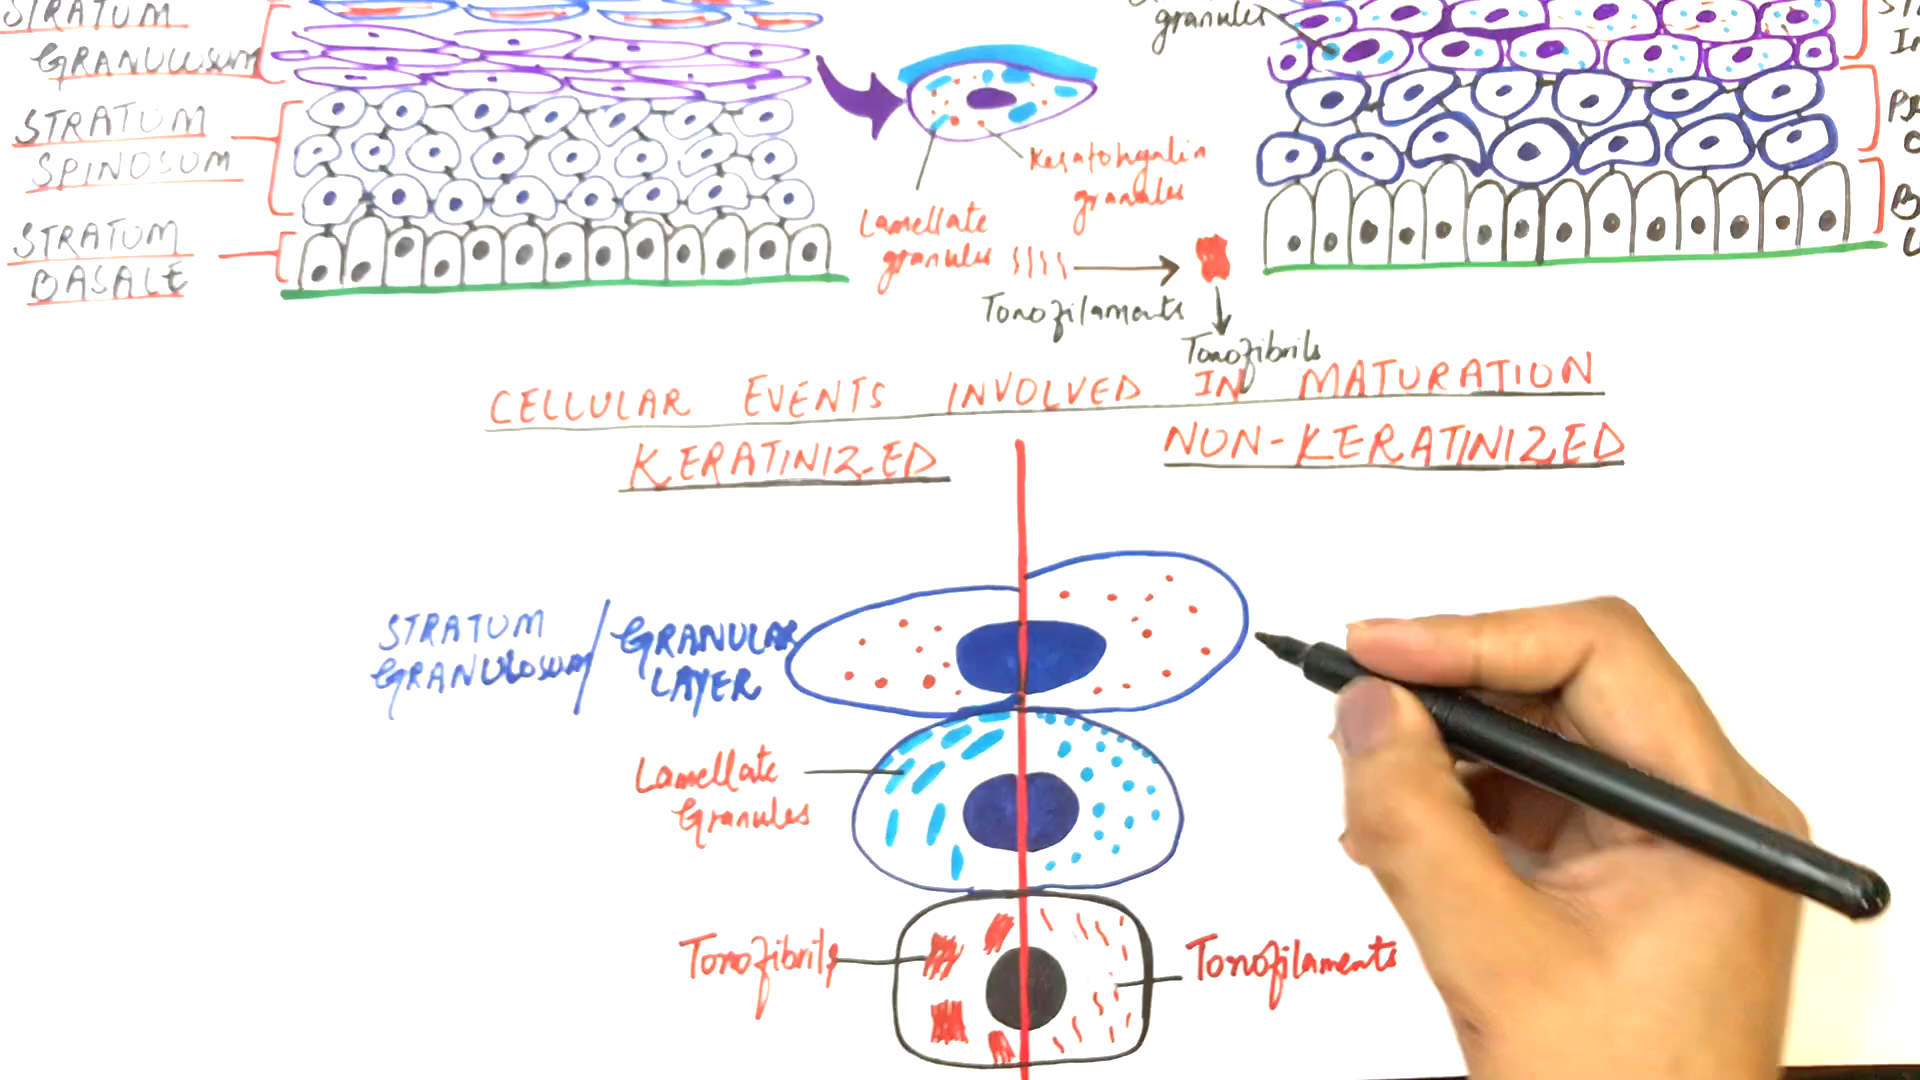 STRATUM
GRANULOSUM
STRATUM
SPINOSUM
STRATUM
BASALE
Lamellate
granules
Keratohyalin
granules
Tonofilaments
Tonofibrils
granules
CELLULAR EVENTS INVOLVED IN MATURATION
KERATINIZED
NON-KERATINIZED
STRATUM
GRANULOSUM/
GRANULAR
LAYER
Lamellate
Granules
Tonofibrils
Tonofilaments